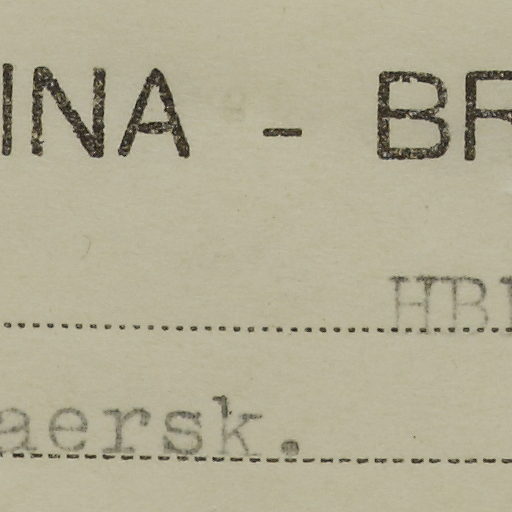 INA - BR
HBI
aersk.